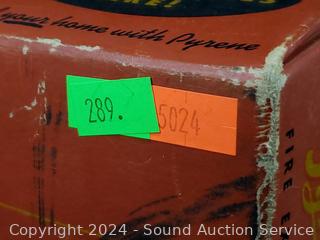 your home with Pyrene
289.
5024
FIRE E
Copyright 2024 - Sound Auction Service